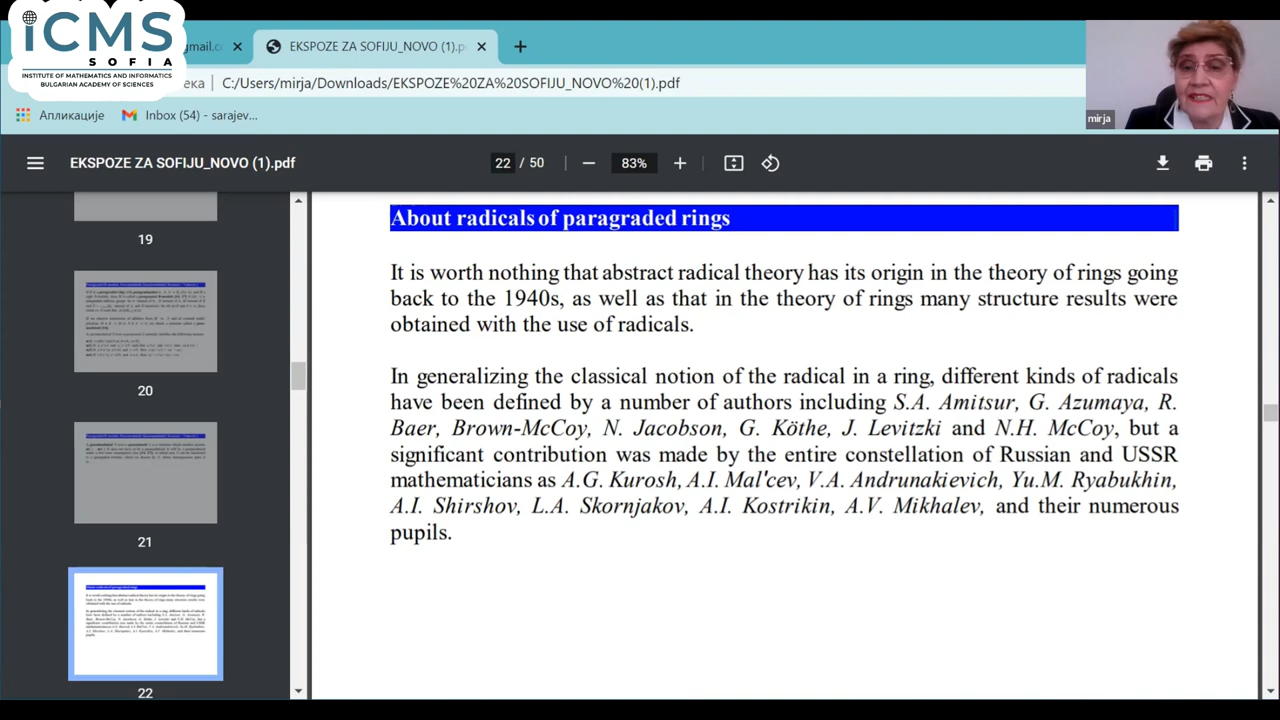 iCMS
SOFIA
INSTITUTE OF MATHEMATICS AND INFORMATICS
BULGARIAN ACADEMY OF SCIENCES
EKSPOZE ZA SOFIJU_NOVO (1).p
C:/Users/mirja/Downloads/EKSPOZE%20ZA%20SOFIJU_NOVO%20(1).pdf
Апликације
Inbox (54) - sarajev...
mirja
EKSPOZE ZA SOFIJU_NOVO (1).pdf
22 / 50
83%
19
20
21
22
About radicals of paragraded rings
It is worth nothing that abstract radical theory has its origin in the theory of rings going
back to the 1940s, as well as that in the theory of rings many structure results were
obtained with the use of radicals.
In generalizing the classical notion of the radical in a ring, different kinds of radicals
have been defined by a number of authors including S.A. Amitsur, G. Azumaya, R.
Baer, Brown-McCoy, N. Jacobson, G. Köthe, J. Levitzki and N.H. McCoy, but a
significant contribution was made by the entire constellation of Russian and USSR
mathematicians as A.G. Kurosh, A.I. Mal'cev, V.A. Andrunakievich, Yu.M. Ryabukhin,
A.I. Shirshov, L.A. Skornjakov, A.I. Kostrikin, A.V. Mikhalev, and their numerous
pupils.